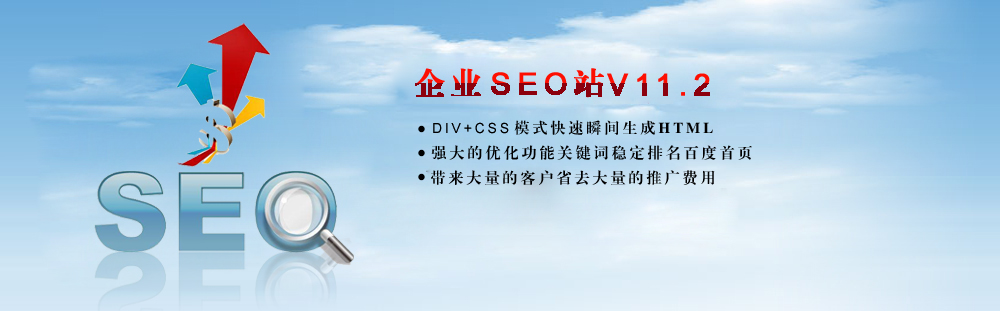 SEO
企业SEO站V11.2
● DIV+CSS模式快速瞬间生成HTML
● 强大的优化功能关键词稳定排名百度首页
● 带来大量的客户省去大量的推广费用